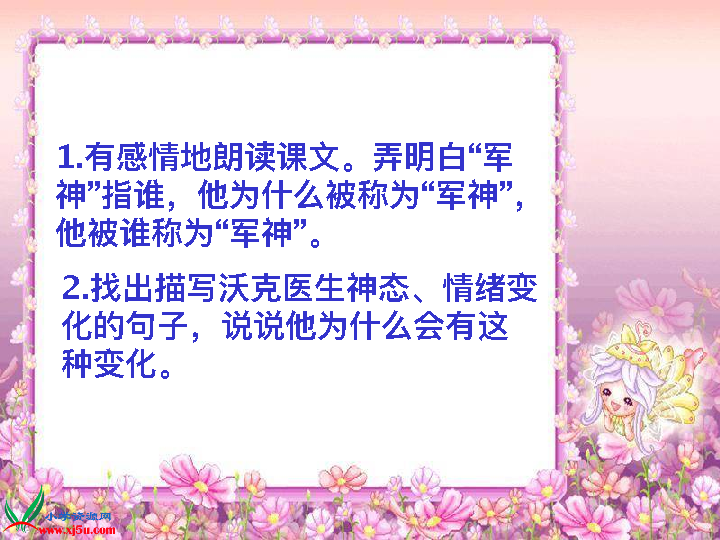 1.有感情地朗读课文。弄明白“军
神”指谁，他为什么被称为“军神”，
他被谁称为“军神”。
2.找出描写沃克医生神态、情绪变
化的句子，说说他为什么会有这
种变化。
小学资源网
www.xj5u.com